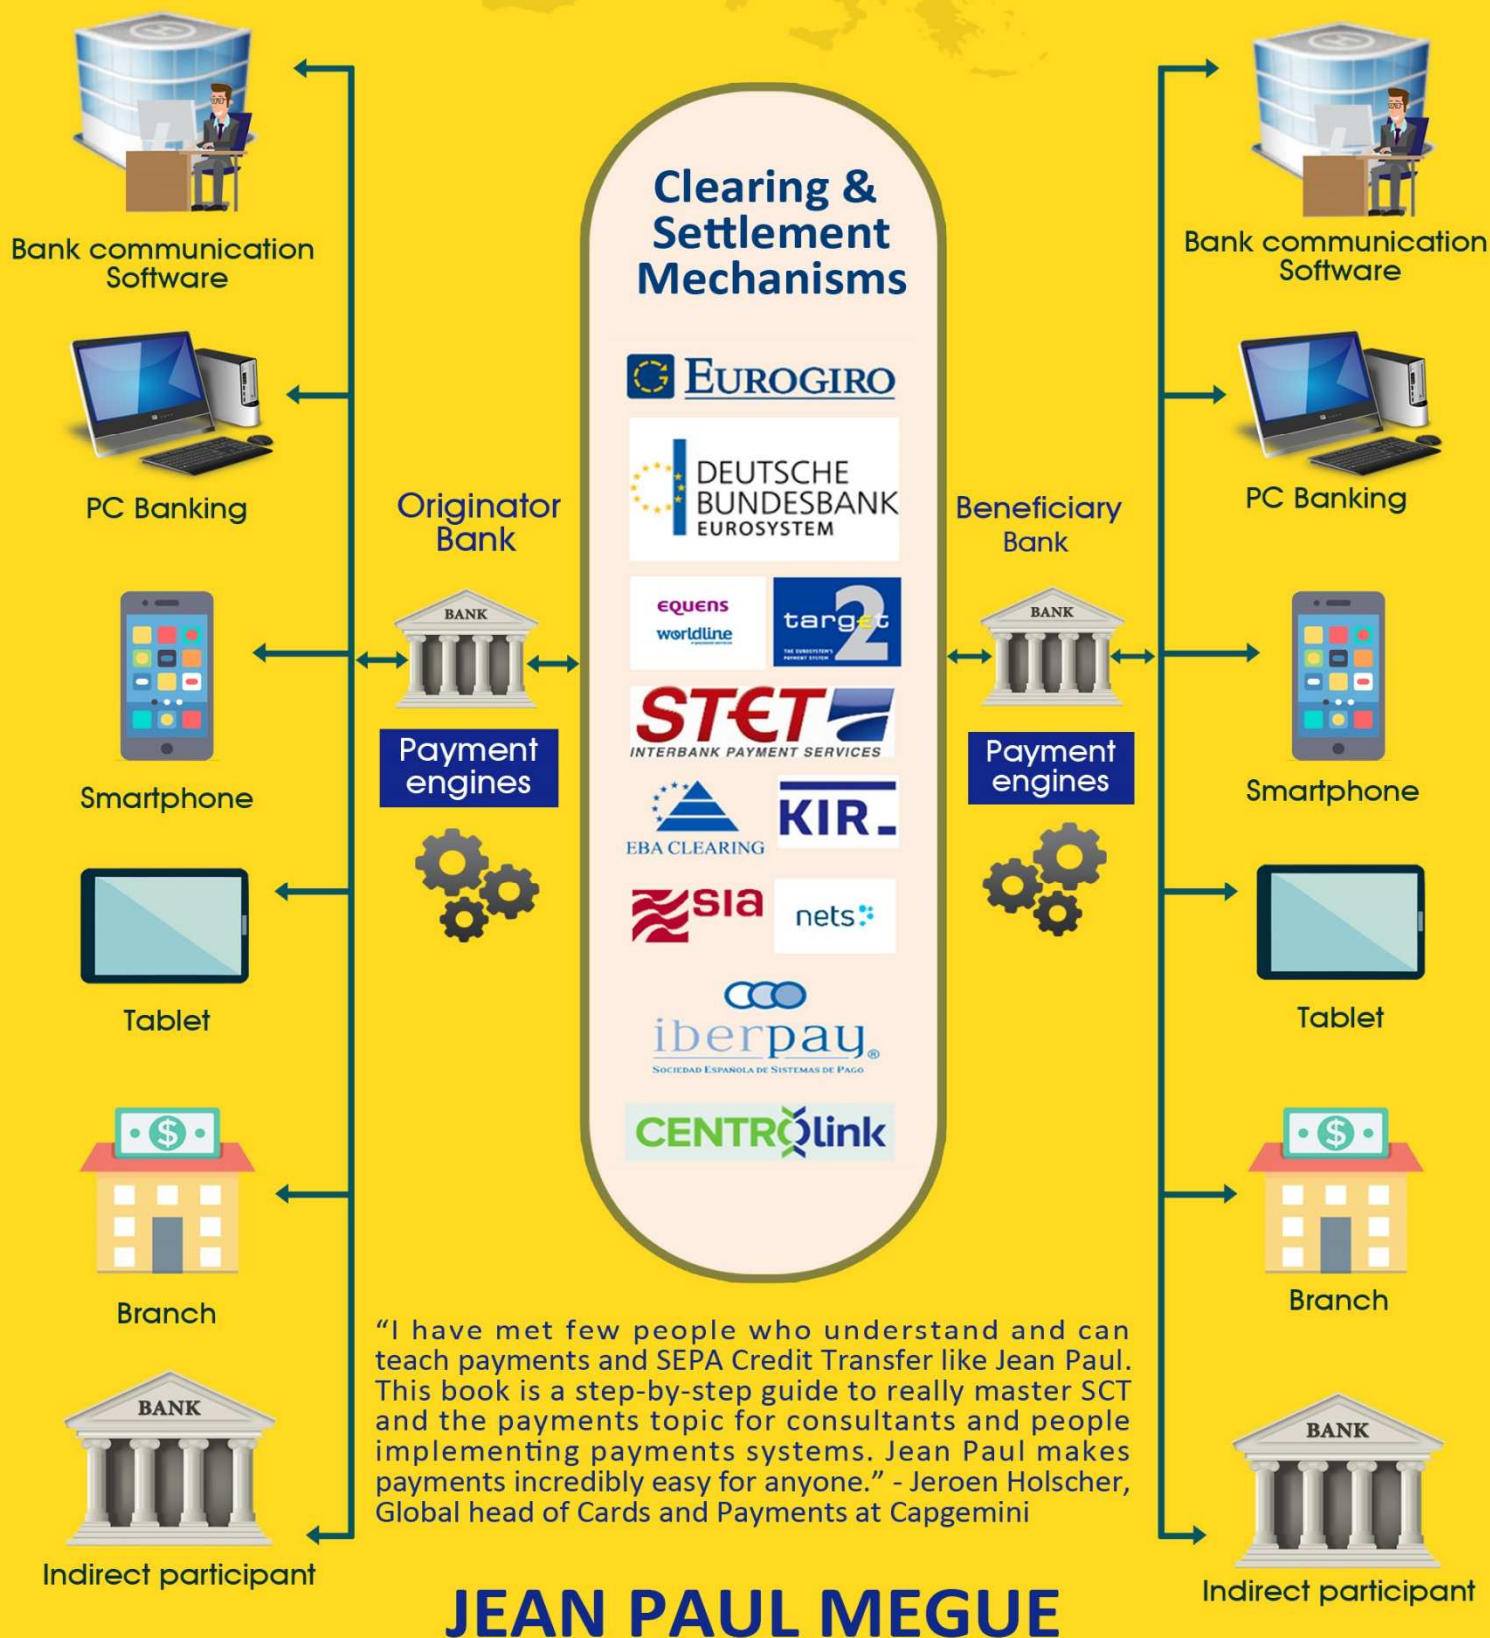 Bank communication
Software
PC Banking
Smartphone
Tablet
Branch
BANK
Indirect participant
Originator
Bank
BANK
Payment
engines
Clearing &
Settlement
Mechanisms
EUROGIRO
DEUTSCHE
BUNDESBANK
EUROSYSTEM
equens
worldline
target2
THE EUROSYSTEM'S
PAYMENT SYSTEM
ST€T
INTERBANK PAYMENT SERVICES
EBA CLEARING
KIR
sia
nets
iberpay®
SOCIEDAD ESPAÑOLA DE SISTEMAS DE PAGO
CENTROlink
Beneficiary
Bank
BANK
Payment
engines
Bank communication
Software
PC Banking
Smartphone
Tablet
Branch
BANK
Indirect participant
“I have met few people who understand and can
teach payments and SEPA Credit Transfer like Jean Paul.
This book is a step-by-step guide to really master SCT
and the payments topic for consultants and people
implementing payments systems. Jean Paul makes
payments incredibly easy for anyone.” - Jeroen Holscher,
Global head of Cards and Payments at Capgemini
JEAN PAUL MEGUE